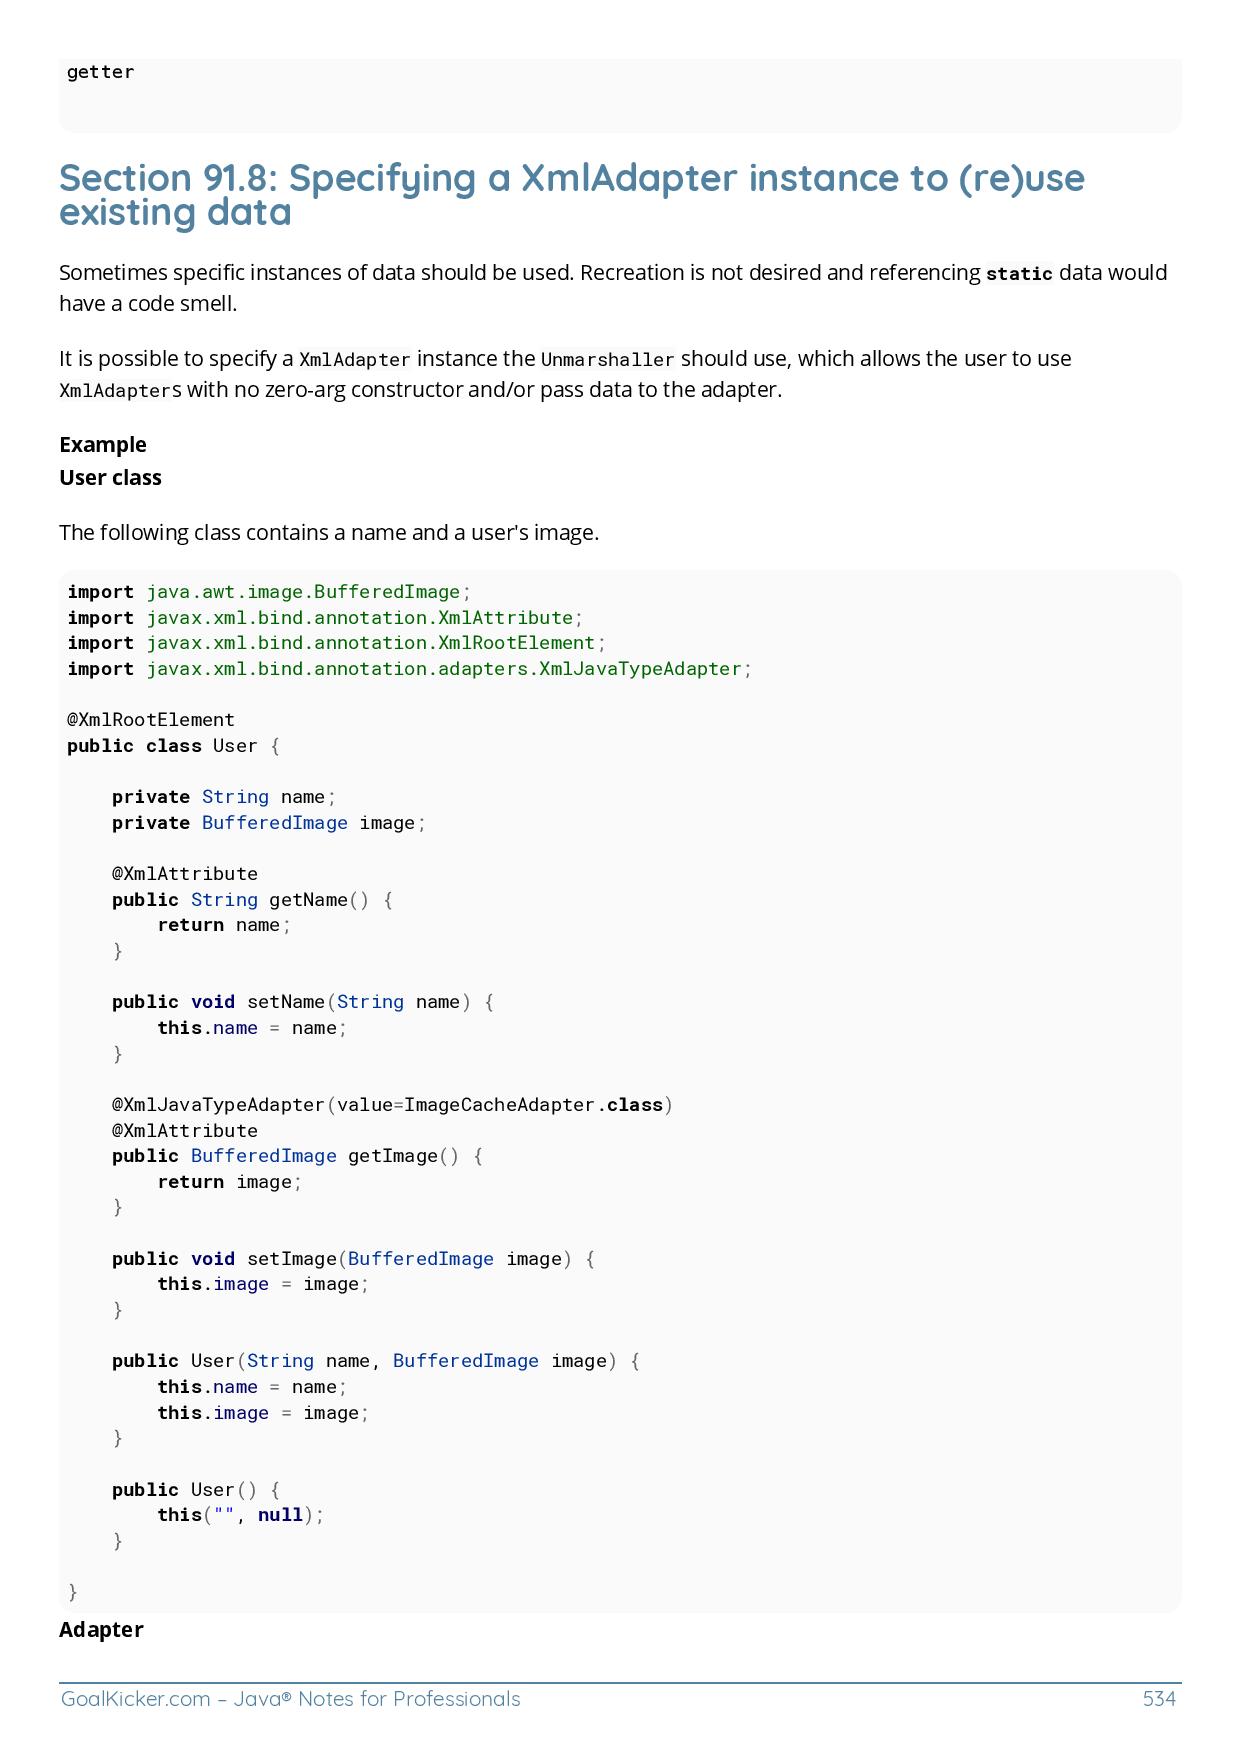 getter
Section 91.8: Specifying a XmlAdapter instance to (re)use
existing data
Sometimes specific instances of data should be used. Recreation is not desired and referencing static data would
have a code smell.
It is possible to specify a XmlAdapter instance the Unmarshaller should use, which allows the user to use
XmlAdapters with no zero-arg constructor and/or pass data to the adapter.
Example
User class
The following class contains a name and a user's image.
import java.awt.image.BufferedImage;
import javax.xml.bind.annotation.XmlAttribute;
import javax.xml.bind.annotation.XmlRootElement;
import javax.xml.bind.annotation.adapters.XmlJavaTypeAdapter;
@XmlRootElement
public class User {
    private String name;
    private BufferedImage image;
    @XmlAttribute
    public String getName() {
        return name;
    }
    public void setName(String name) {
        this.name = name;
    }
    @XmlJavaTypeAdapter(value=ImageCacheAdapter.class)
    @XmlAttribute
    public BufferedImage getImage() {
        return image;
    }
    public void setImage(BufferedImage image) {
        this.image = image;
    }
    public User(String name, BufferedImage image) {
        this.name = name;
        this.image = image;
    }
    public User() {
        this("", null);
    }
}
Adapter
GoalKicker.com – Java® Notes for Professionals
534